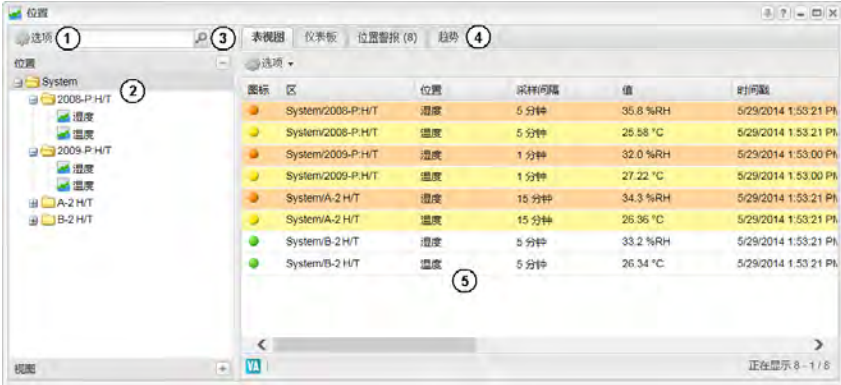 位置
选项 1 3 表视图 仪表板 位置警报 (8) 趋势 4
位置
选项
System 2
2008-P:H/T
湿度
温度
2009-P:H/T
湿度
温度
A-2 H/T
B-2 H/T
图标 区 位置 采样间隔 值 时间戳
System/2008-P:H/T 湿度 5 分钟 35.8 %RH 5/29/2014 1:53:21 PM
System/2008-P:H/T 温度 5 分钟 25.58 °C 5/29/2014 1:53:21 PM
System/2009-P:H/T 湿度 1 分钟 32.0 %RH 5/29/2014 1:53:00 PM
System/2009-P:H/T 温度 1 分钟 27.22 °C 5/29/2014 1:53:00 PM
System/A-2 H/T 湿度 15 分钟 34.3 %RH 5/29/2014 1:53:21 PM
System/A-2 H/T 温度 15 分钟 26.36 °C 5/29/2014 1:53:21 PM
System/B-2 H/T 湿度 5 分钟 33.2 %RH 5/29/2014 1:53:21 PM
System/B-2 H/T 温度 5 分钟 26.34 °C 5/29/2014 1:53:21 PM
5
视图
VA
正在显示 8 - 1 / 8